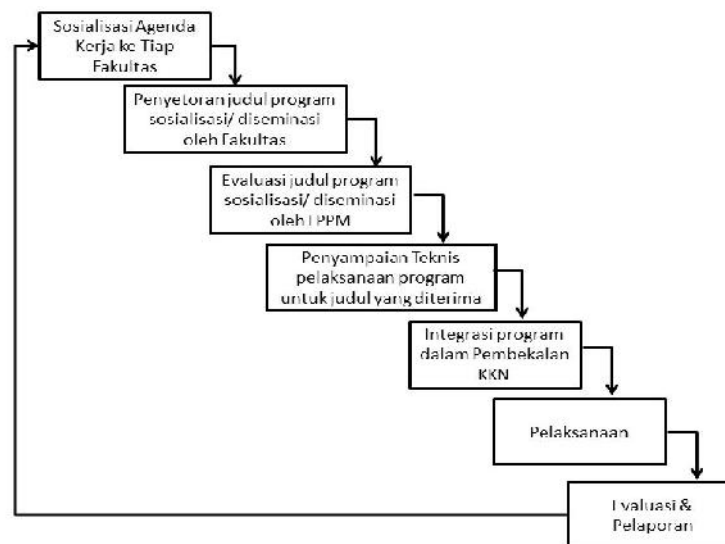 Sosialisasi Agenda
Kerja ke Tiap
Fakultas
Penyetoran judul program
sosialisasi/ diseminasi
oleh Fakultas
Evaluasi judul program
sosialisasi/ diseminasi
oleh LPPM
Penyampaian Teknis
pelaksanaan program
untuk judul yang diterima
Integrasi program
dalam Pembekalan
KKN
Pelaksanaan
Evaluasi &
Pelaporan